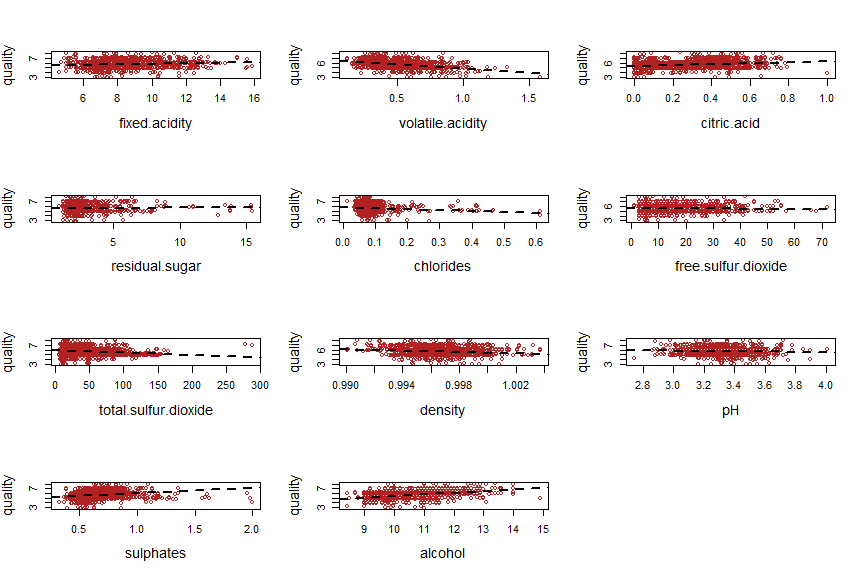 quality
3 7
6 8 10 12 14 16
fixed.acidity
quality
3 6
0.5 1.0 1.5
volatile.acidity
quality
3 6
0.0 0.2 0.4 0.6 0.8 1.0
citric.acid
quality
3 7
5 10 15
residual.sugar
quality
3 7
0.0 0.1 0.2 0.3 0.4 0.5 0.6
chlorides
quality
3 6
0 10 20 30 40 50 60 70
free.sulfur.dioxide
quality
3 7
0 50 100 150 200 250 300
total.sulfur.dioxide
quality
3 6
0.990 0.994 0.998 1.002
density
quality
3 7
2.8 3.0 3.2 3.4 3.6 3.8 4.0
pH
quality
3 7
0.5 1.0 1.5 2.0
sulphates
quality
3 7
9 10 11 12 13 14 15
alcohol